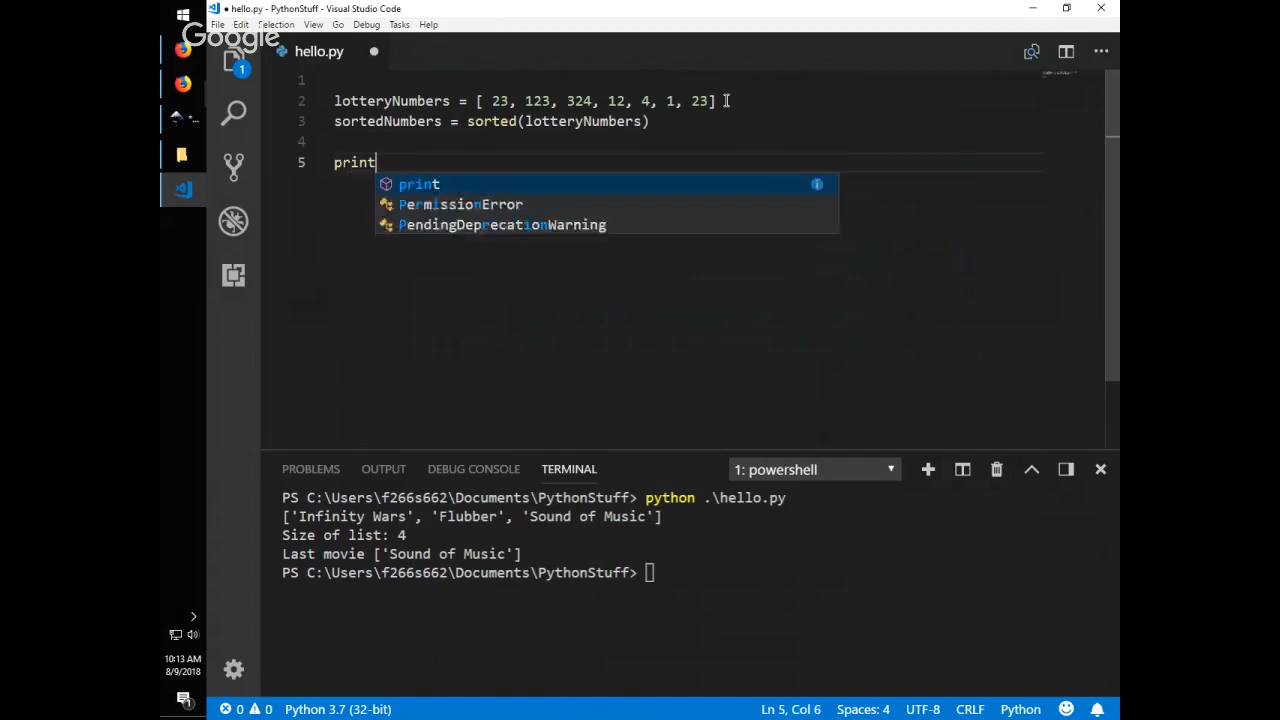 hello.py - PythonStuff - Visual Studio Code
File Edit Selection View Go Debug Tasks Help
Google
hello.py
1
1
2 lotteryNumbers = [ 23, 123, 324, 12, 4, 1, 23]
3 sortedNumbers = sorted(lotteryNumbers)
4
5 print
print
PermissionError
PendingDeprecationWarning
PROBLEMS OUTPUT DEBUG CONSOLE TERMINAL 1: powershell
PS C:\Users\f266s662\Documents\PythonStuff> python .\hello.py
['Infinity Wars', 'Flubber', 'Sound of Music']
Size of list: 4
Last movie ['Sound of Music']
PS C:\Users\f266s662\Documents\PythonStuff>
10:13 AM
8/9/2018
1
0 0 Python 3.7 (32-bit) Ln 5, Col 6 Spaces: 4 UTF-8 CRLF Python